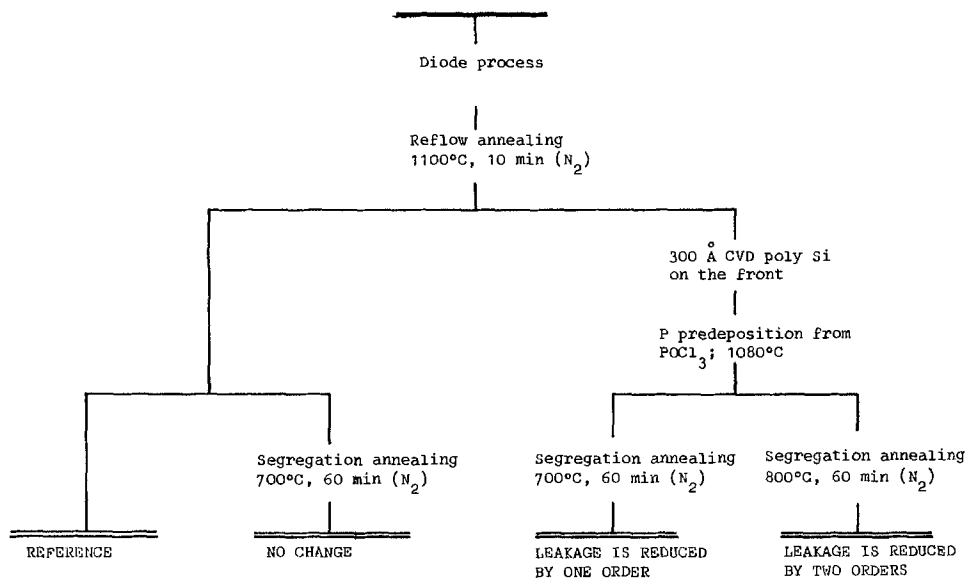 Diode process
Reflow annealing
1100°C, 10 min (N2)
300 Å CVD poly Si
on the front
P predeposition from
POCl3; 1080°C
Segregation annealing
700°C, 60 min (N2)
Segregation annealing
700°C, 60 min (N2)
Segregation annealing
800°C, 60 min (N2)
REFERENCE
NO CHANGE
LEAKAGE IS REDUCED
BY ONE ORDER
LEAKAGE IS REDUCED
BY TWO ORDERS